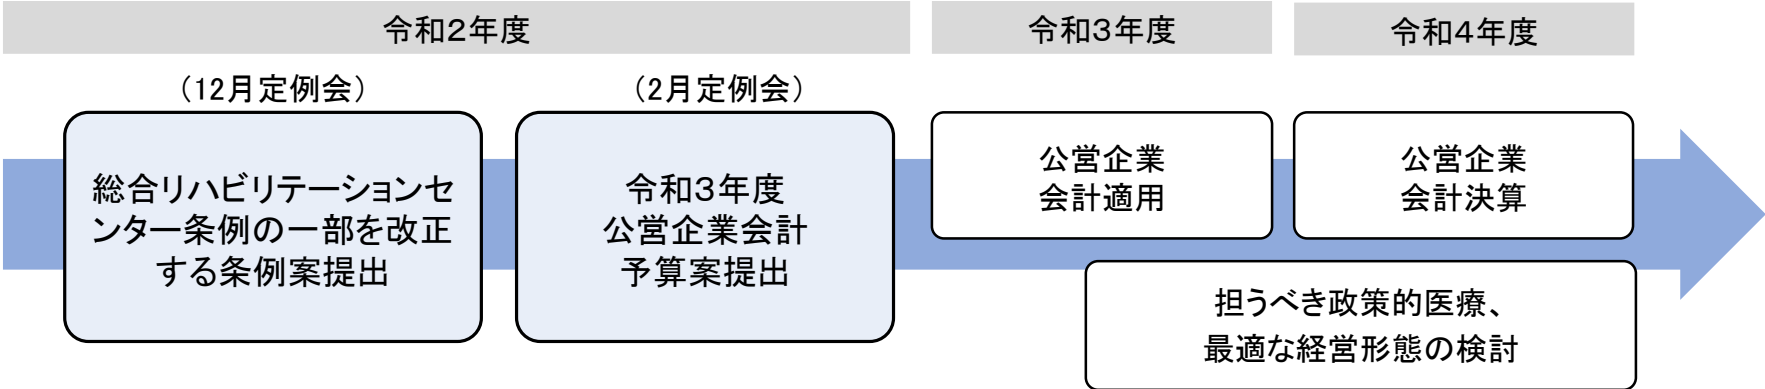 令和２年度
（12月定例会）
総合リハビリテーションセ
ンター条例の一部を改正
する条例案提出
（2月定例会）
令和３年度
公営企業会計
予算案提出
令和３年度
公営企業
会計適用
令和４年度
公営企業
会計決算
担うべき政策的医療、
最適な経営形態の検討